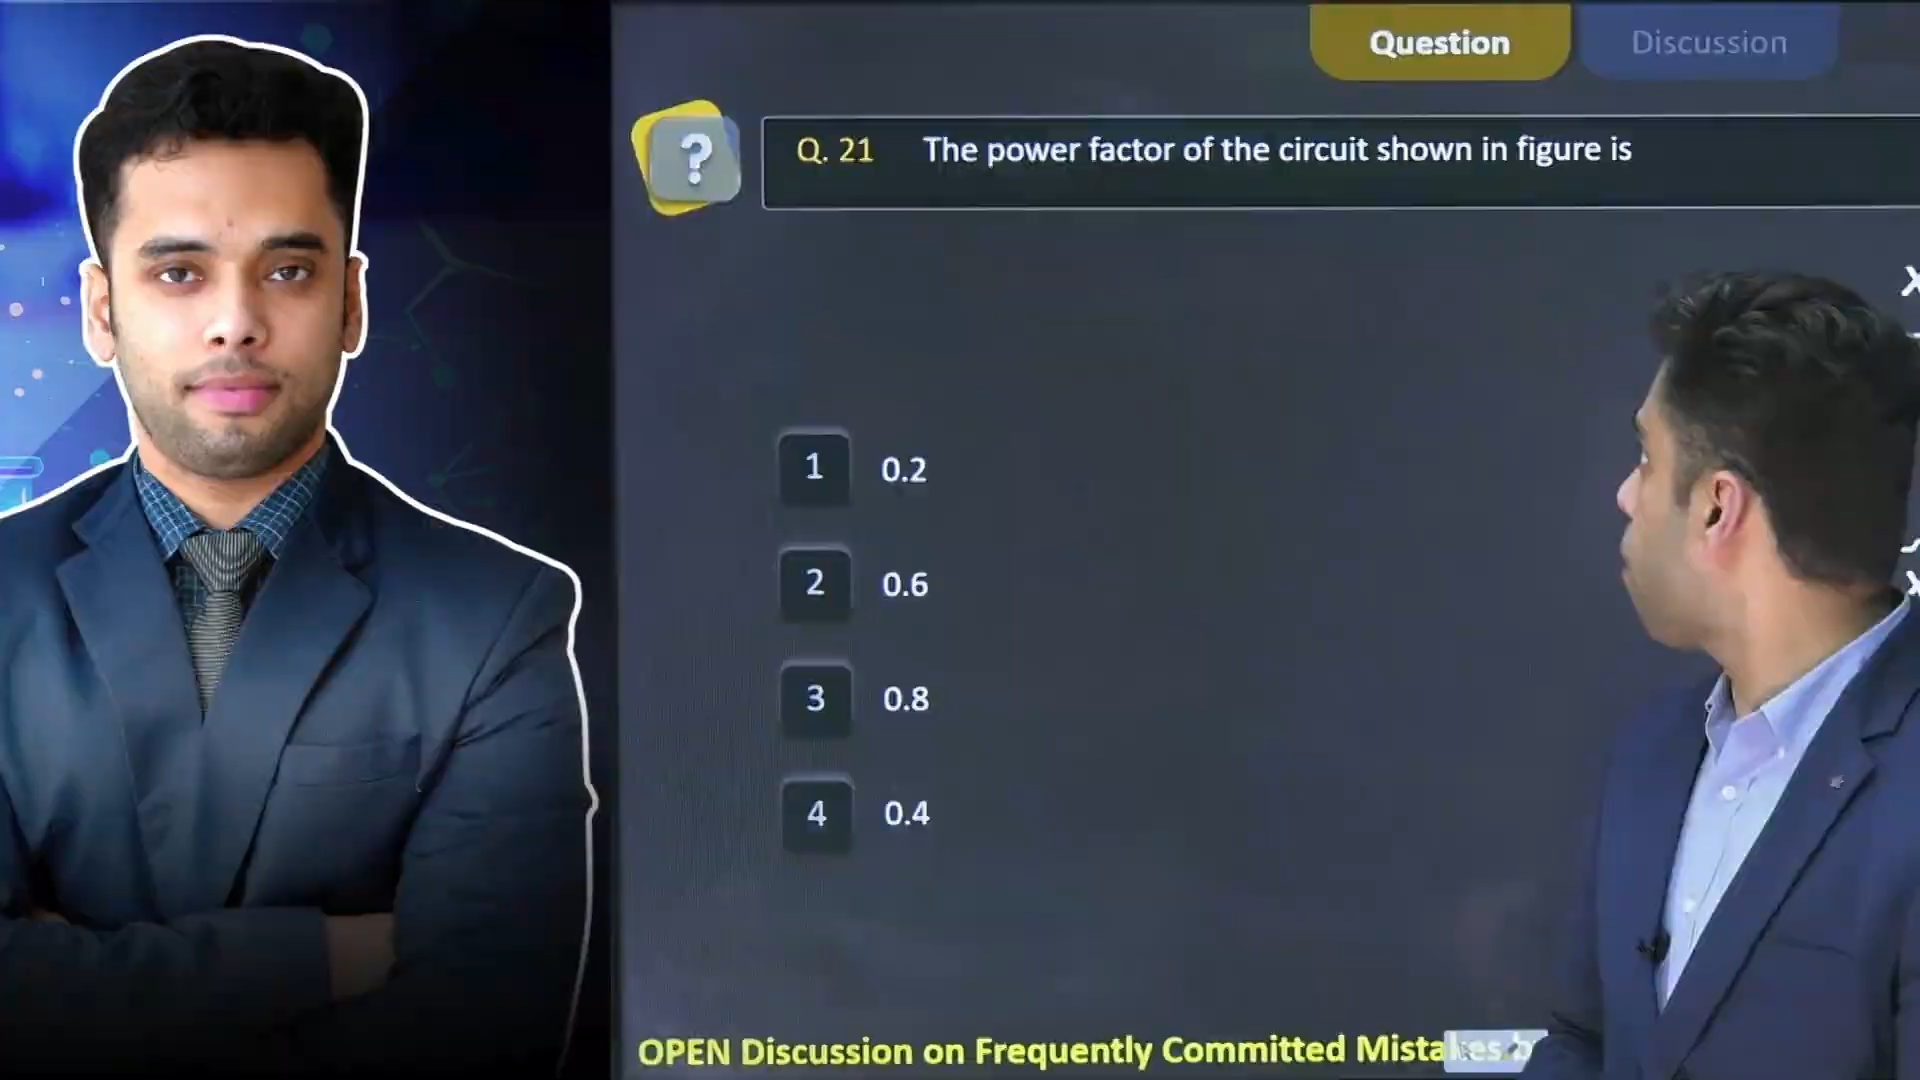 Question
Discussion
?
Q. 21 The power factor of the circuit shown in figure is
1 0.2
2 0.6
3 0.8
4 0.4
OPEN Discussion on Frequently Committed Mistakes